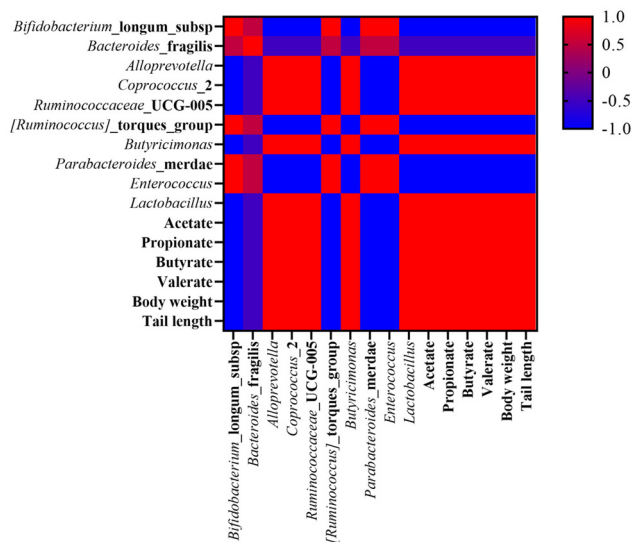 Bifidobacterium_longum_subsp
Bacteroides_fragilis
Alloprevotella
Coprococcus_2
Ruminococcaceae_UCG-005
[Ruminococcus]_torques_group
Butyricimonas
Parabacteroides_merdae
Enterococcus
Lactobacillus
Acetate
Propionate
Butyrate
Valerate
Body weight
Tail length
1.0
0.5
0
-0.5
-1.0
Bifidobacterium_longum_subsp
Bacteroides_fragilis
Alloprevotella
Coprococcus_2
Ruminococcaceae_UCG-005
[Ruminococcus]_torques_group
Butyricimonas
Parabacteroides_merdae
Enterococcus
Lactobacillus
Acetate
Propionate
Butyrate
Valerate
Body weight
Tail length